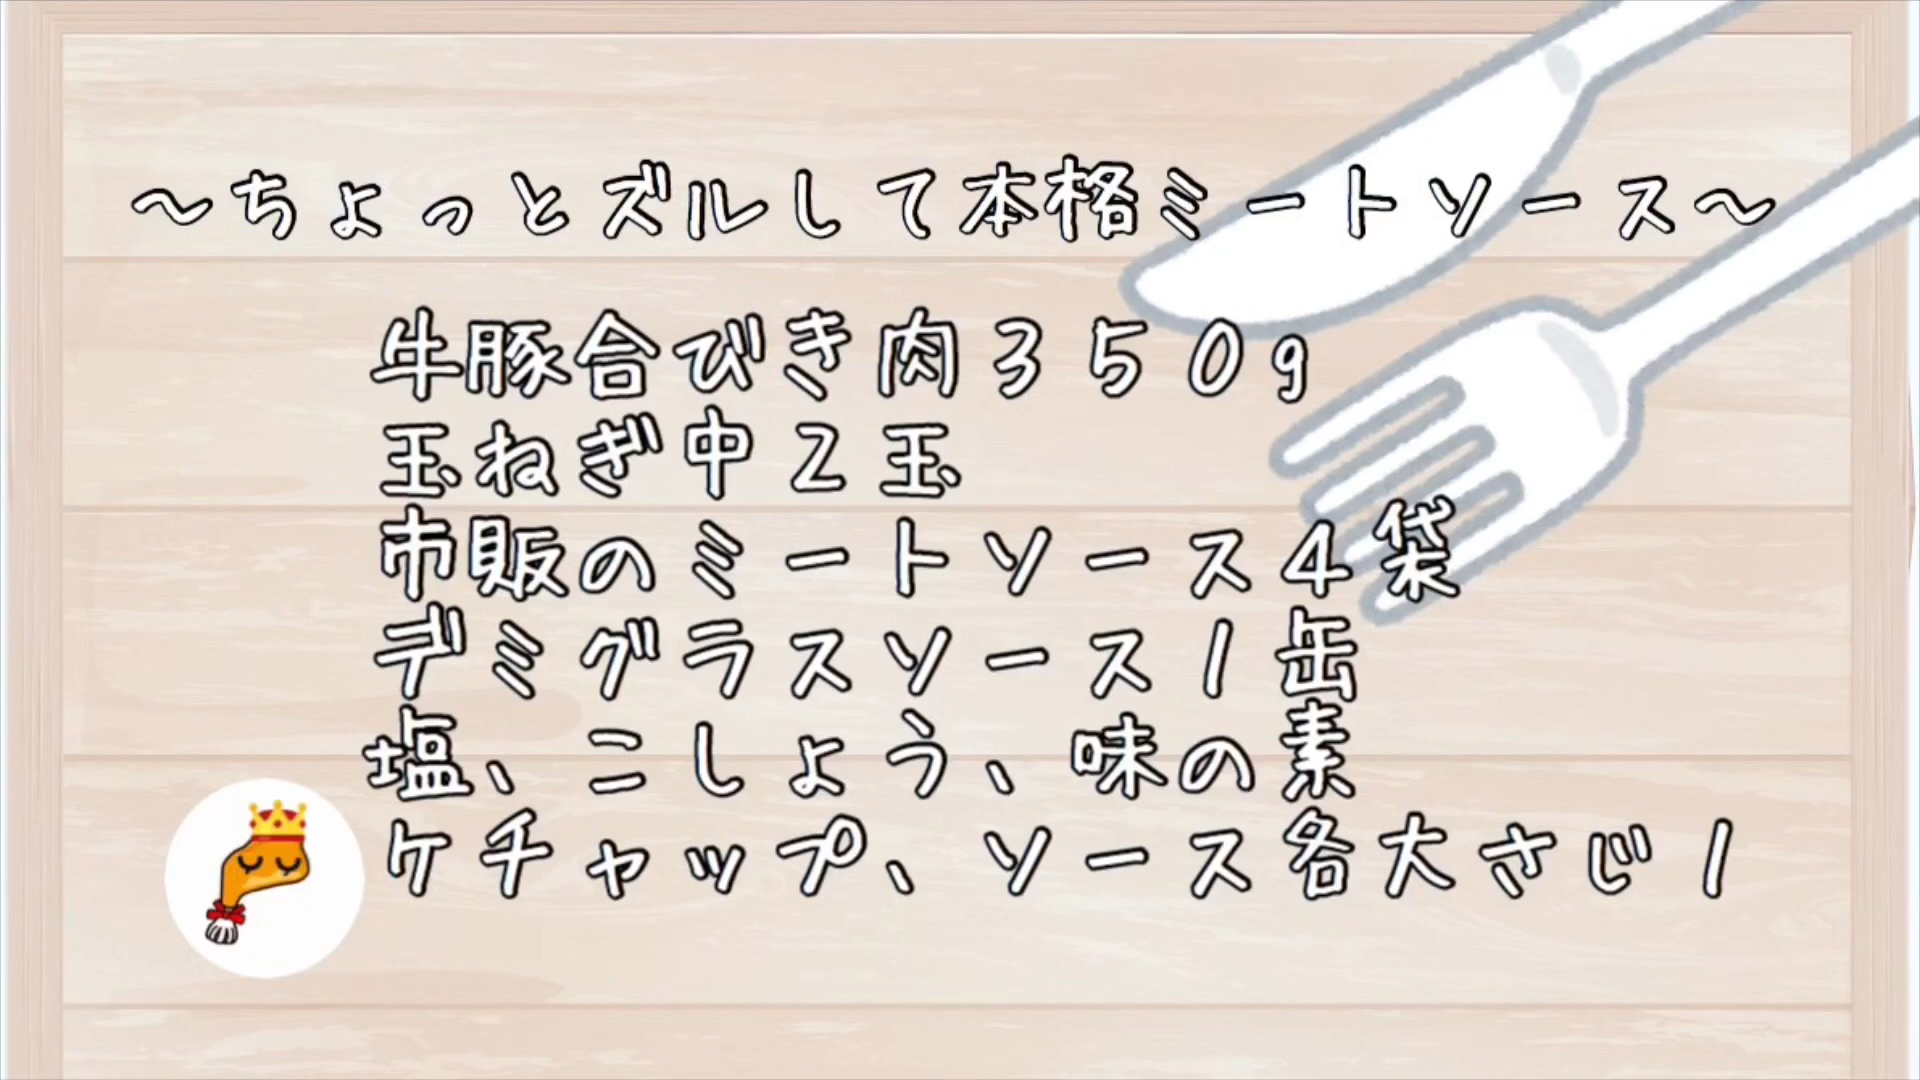 ～ちょっとズルして本格ミートソース～
牛豚合びき肉３５０g
玉ねぎ中２玉
市販のミートソース４袋
デミグラスソース１缶
塩、こしょう、味の素
ケチャップ、ソース各大さじ１